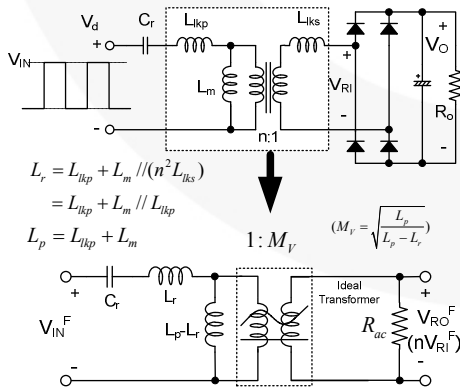 V_d
C_r
L_lkp
L_lks
V_IN
+
-
L_m
n:1
+
V_RI
-
+
V_O
-
R_o
L_r = L_lkp + L_m //(n^2 L_lks)
= L_lkp + L_m // L_lkp
L_p = L_lkp + L_m
1: M_V
(M_V = √(L_p / (L_p − L_r)))
+
V_IN^F
-
C_r
L_r
L_p-L_r
Ideal
Transformer
R_ac
+
V_RO^F
(nV_RI^F)
-